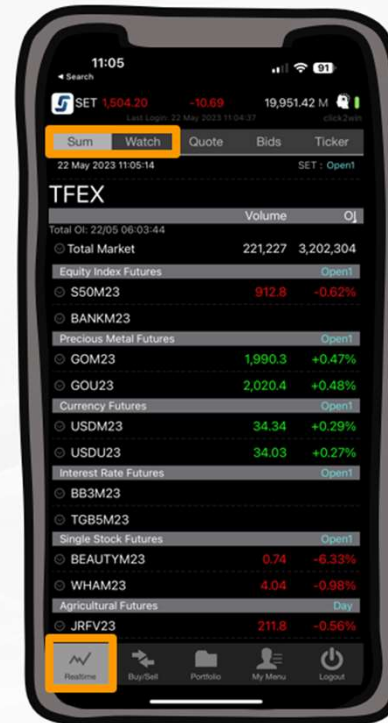 11:05
91
◂ Search
SET 1,504.20 -10.69 19,951.42 M
Last Login: 22 May 2023 11:04:37 click2win
Sum Watch Quote Bids Ticker
22 May 2023 11:05:14 SET : Open1
TFEX
Volume OI
Total OI: 22/05 06:03:44
Total Market 221,227 3,202,304
Equity Index Futures Open1
S50M23 912.8 -0.62%
BANKM23
Precious Metal Futures Open1
GOM23 1,990.3 +0.47%
GOU23 2,020.4 +0.48%
Currency Futures Open1
USDM23 34.34 +0.29%
USDU23 34.03 +0.27%
Interest Rate Futures Open1
BB3M23
TGB5M23
Single Stock Futures Open1
BEAUTYM23 0.74 -6.33%
WHAM23 4.04 -0.98%
Agricultural Futures Day
JRFV23 211.8 -0.56%
Realtime Buy/Sell Portfolio My Menu Logout